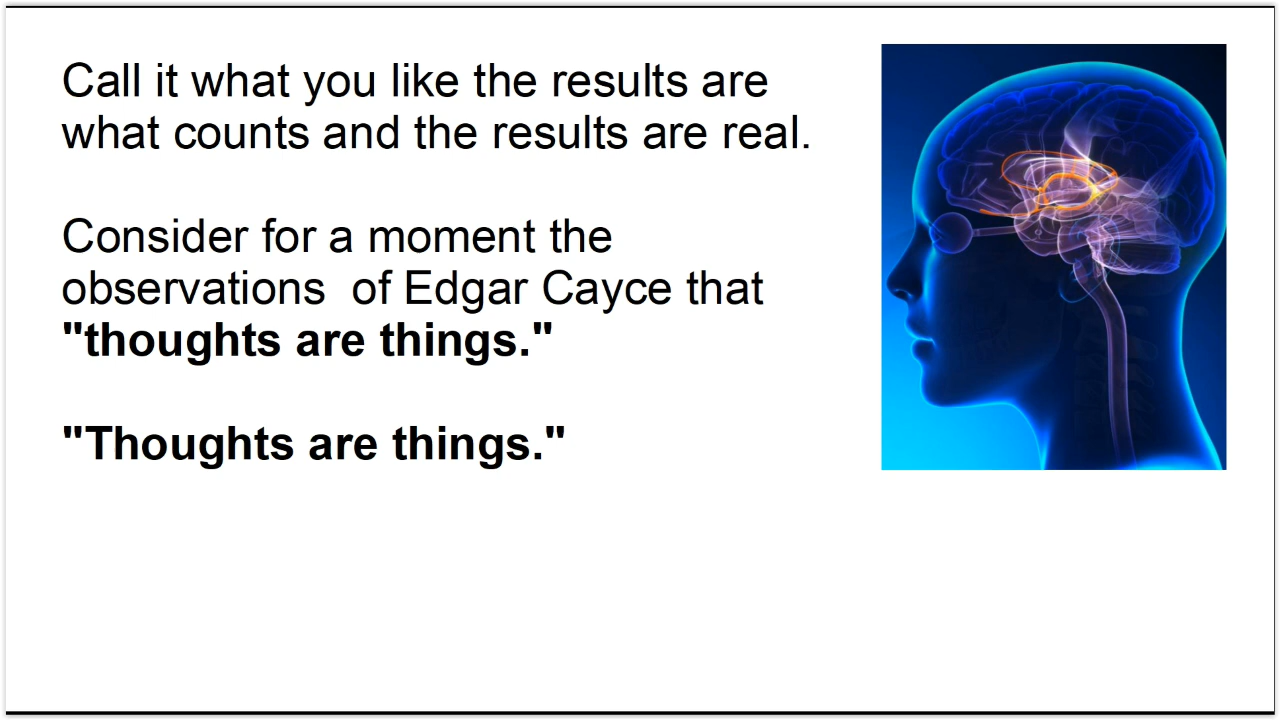 Call it what you like the results are
what counts and the results are real.
Consider for a moment the
observations  of Edgar Cayce that
"thoughts are things."
"Thoughts are things."